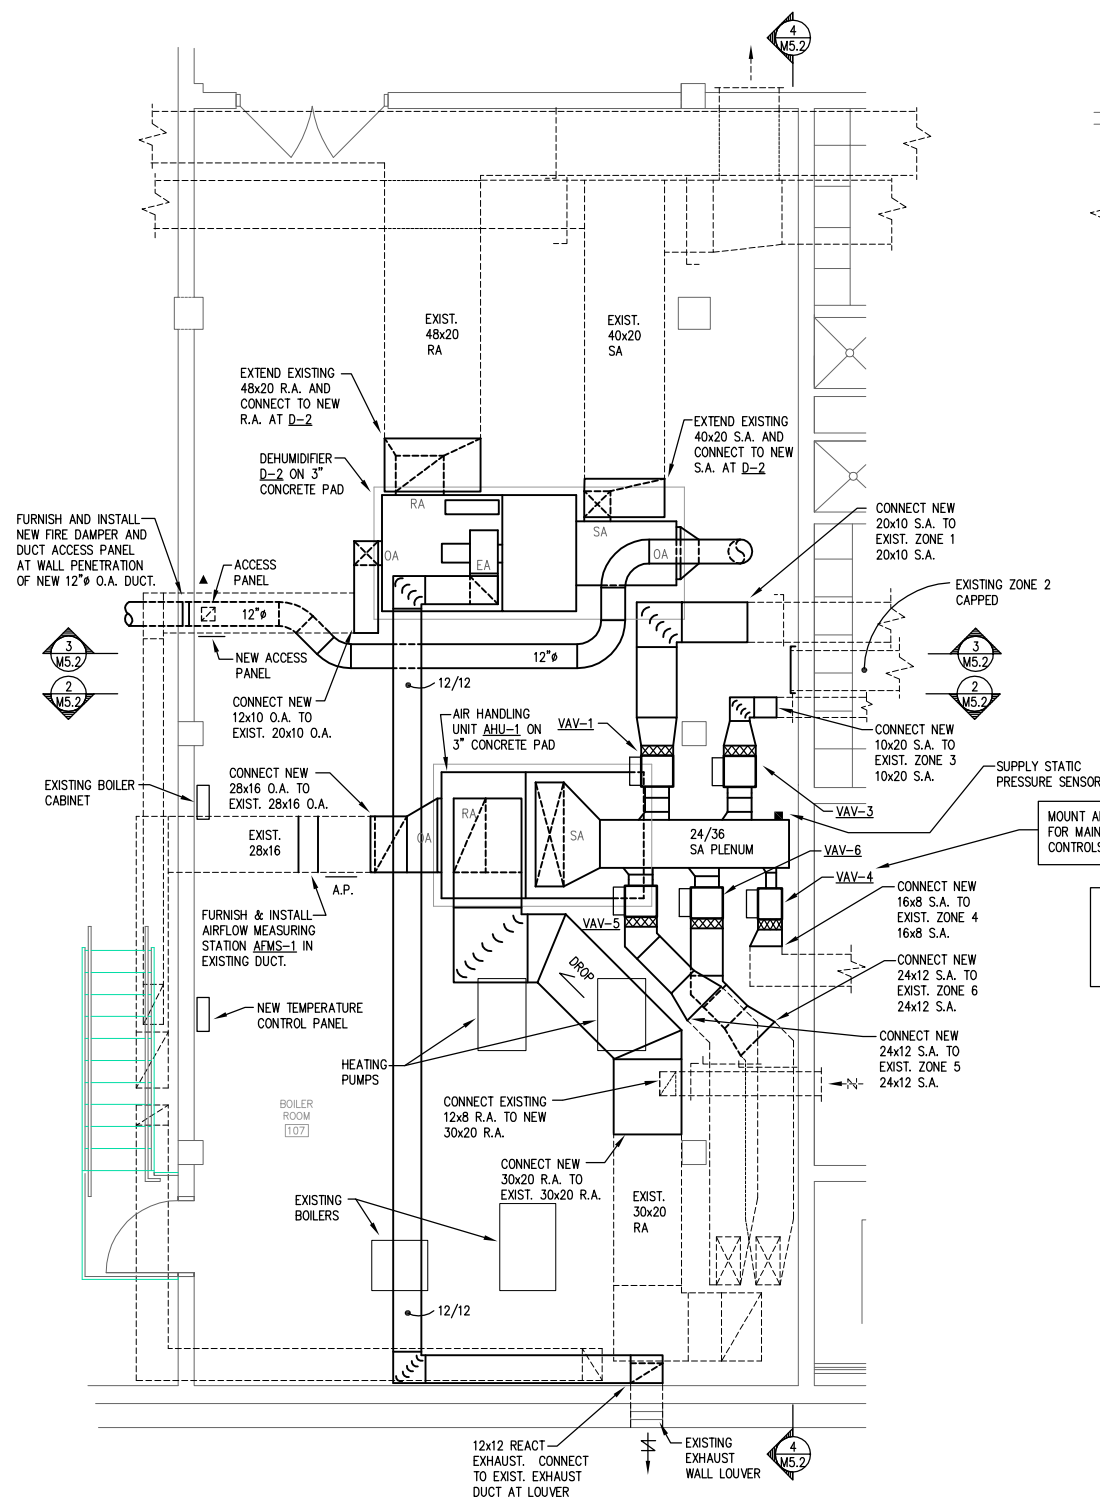 4
M5.2
EXIST.
48x20
RA
EXIST.
40x20
SA
EXTEND EXISTING
48x20 R.A. AND
CONNECT TO NEW
R.A. AT D-2
EXTEND EXISTING
40x20 S.A. AND
CONNECT TO NEW
S.A. AT D-2
DEHUMIDIFIER
D-2 ON 3"
CONCRETE PAD
RA
SA
OA
EA
OA
CONNECT NEW
20x10 S.A. TO
EXIST. ZONE 1
20x10 S.A.
FURNISH AND INSTALL
NEW FIRE DAMPER AND
DUCT ACCESS PANEL
AT WALL PENETRATION
OF NEW 12"ø O.A. DUCT.
ACCESS
PANEL
12"ø
EXISTING ZONE 2
CAPPED
3
M5.2
2
M5.2
NEW ACCESS
PANEL
12"ø
3
M5.2
2
M5.2
12/12
CONNECT NEW
12x10 O.A. TO
EXIST. 20x10 O.A.
AIR HANDLING
UNIT AHU-1 ON
3" CONCRETE PAD
VAV-1
CONNECT NEW
10x20 S.A. TO
EXIST. ZONE 3
10x20 S.A.
EXISTING BOILER
CABINET
CONNECT NEW
28x16 O.A. TO
EXIST. 28x16 O.A.
SUPPLY STATIC
PRESSURE SENSOR
VAV-3
EXIST.
28x16
OA
RA
SA
24/36
SA PLENUM
VAV-6
MOUNT
FOR MAIN
CONTROLS
A.P.
VAV-4
CONNECT NEW
16x8 S.A. TO
EXIST. ZONE 4
16x8 S.A.
FURNISH & INSTALL
AIRFLOW MEASURING
STATION AFMS-1 IN
EXISTING DUCT.
VAV-5
DROP
CONNECT NEW
24x12 S.A. TO
EXIST. ZONE 6
24x12 S.A.
NEW TEMPERATURE
CONTROL PANEL
CONNECT NEW
24x12 S.A. TO
EXIST. ZONE 5
24x12 S.A.
HEATING
PUMPS
BOILER
ROOM
107
CONNECT EXISTING
12x8 R.A. TO NEW
30x20 R.A.
CONNECT NEW
30x20 R.A. TO
EXIST. 30x20 R.A.
EXISTING
BOILERS
EXIST.
30x20
RA
12/12
12x12 REACT
EXHAUST. CONNECT
TO EXIST. EXHAUST
DUCT AT LOUVER
EXISTING
EXHAUST
WALL LOUVER
4
M5.2